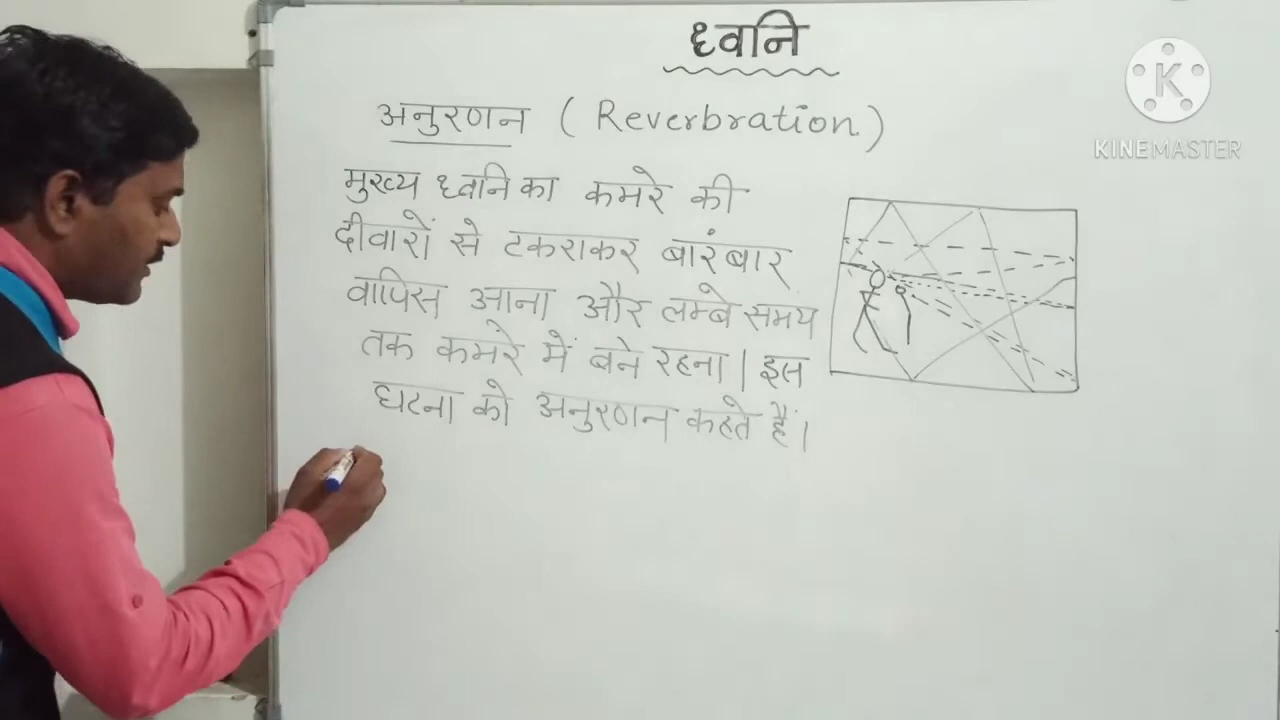 ध्वनि
अनुरणन ( Reverbration )
मुख्य ध्वनि का कमरे की
दीवारों से टकराकर बारंबार
वापिस आना और लम्बे समय
तक कमरे में बने रहना | इस
घटना को अनुरणन कहते हैं।
K
KINEMASTER